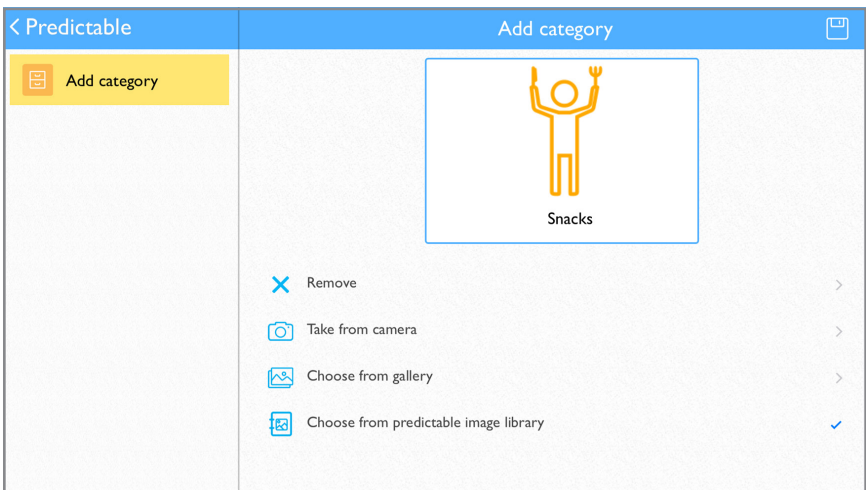 Predictable
Add category
Add category
Snacks
Remove
Take from camera
Choose from gallery
Choose from predictable image library